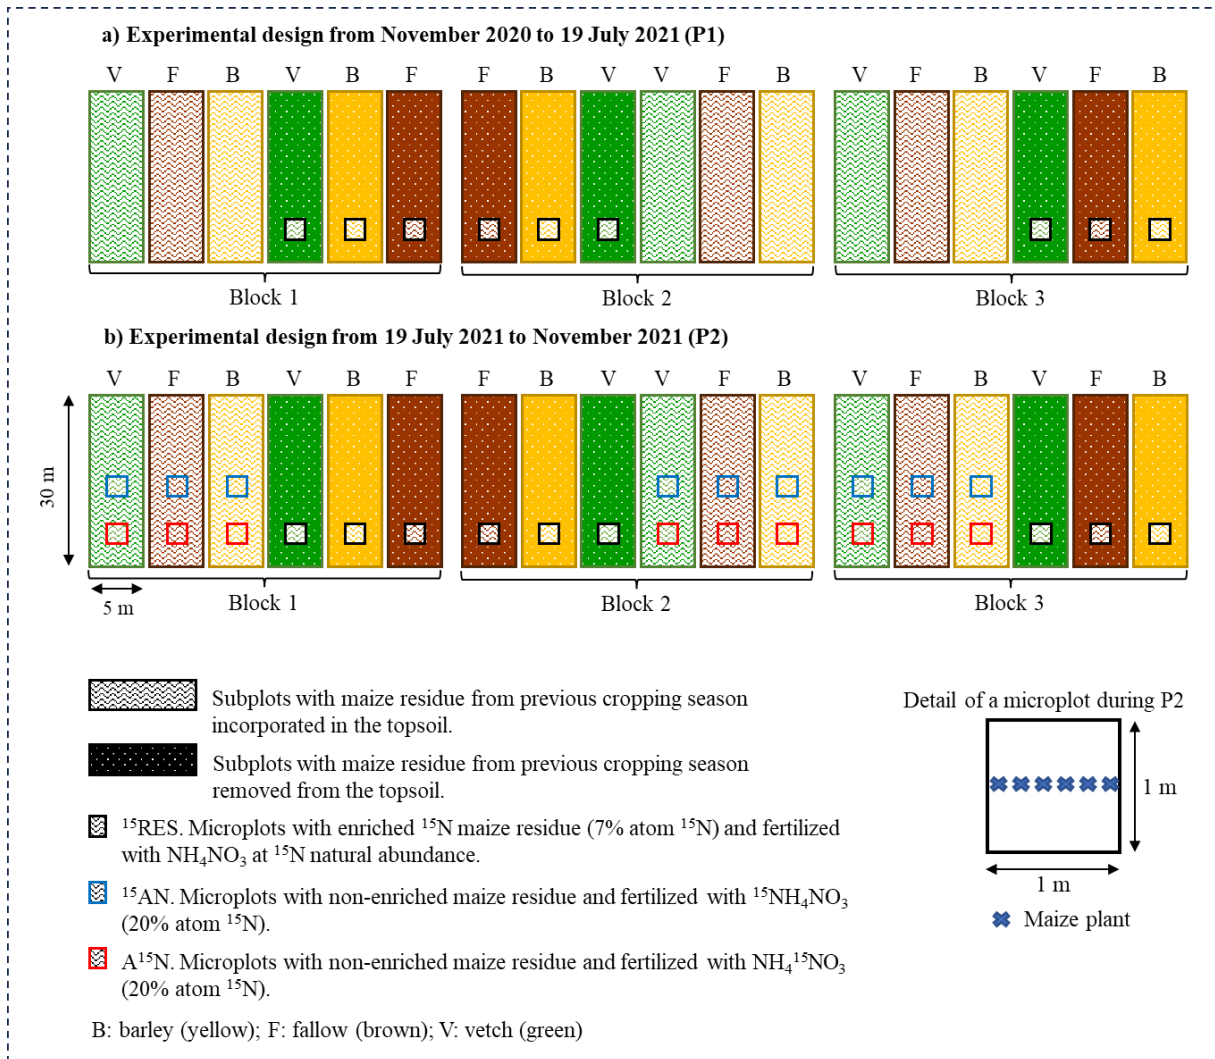 a) Experimental design from November 2020 to 19 July 2021 (P1)
V F B V B F F B V V F B V F B V F B
Block 1 Block 2 Block 3
b) Experimental design from 19 July 2021 to November 2021 (P2)
V F B V B F F B V V F B V F B V F B
30 m
5 m
Block 1 Block 2 Block 3
Subplots with maize residue from previous cropping season
incorporated in the topsoil.
Subplots with maize residue from previous cropping season
removed from the topsoil.
¹⁵RES. Microplots with enriched ¹⁵N maize residue (7% atom ¹⁵N) and fertilized
with NH₄NO₃ at ¹⁵N natural abundance.
¹⁵AN. Microplots with non-enriched maize residue and fertilized with ¹⁵NH₄NO₃
(20% atom ¹⁵N).
A¹⁵N. Microplots with non-enriched maize residue and fertilized with NH₄¹⁵NO₃
(20% atom ¹⁵N).
B: barley (yellow); F: fallow (brown); V: vetch (green)
Detail of a microplot during P2
1 m
1 m
Maize plant